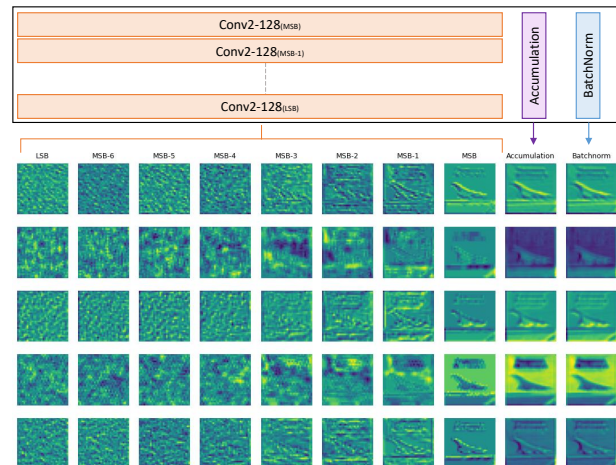 Conv2-128(MSB)
Conv2-128(MSB-1)
Conv2-128(LSB)
Accumulation
BatchNorm
LSB MSB-6 MSB-5 MSB-4 MSB-3 MSB-2 MSB-1 MSB Accumulation Batchnorm